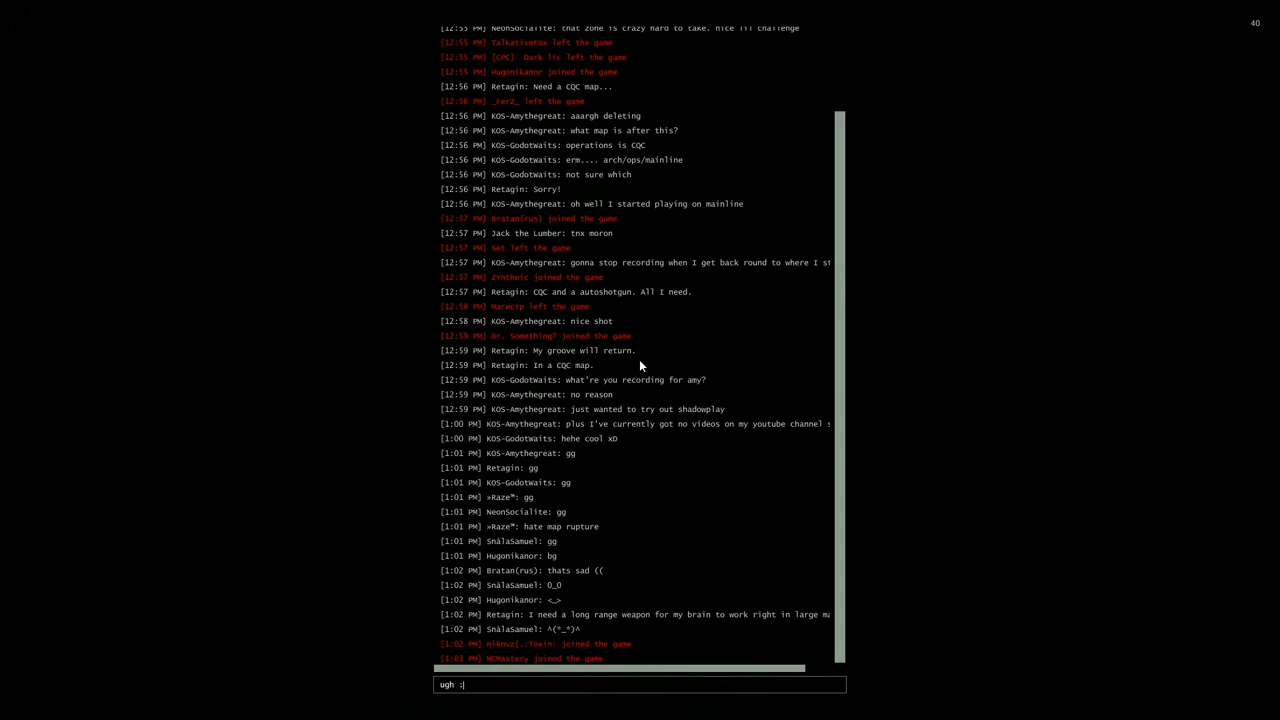 40
[12:55 PM] NeonSocialite: that zone is crazy hard to take. nice lil challenge
[12:55 PM] TalkativeFox left the game
[12:55 PM] [CPC]  Dark lic left the game
[12:55 PM] Hugonikanor joined the game
[12:56 PM] Retagin: Need a CQC map...
[12:56 PM] _FerZ_ left the game
[12:56 PM] KOS-Amythegreat: aaargh deleting
[12:56 PM] KOS-Amythegreat: what map is after this?
[12:56 PM] KOS-GodotWaits: operations is CQC
[12:56 PM] KOS-GodotWaits: erm.... arch/ops/mainline
[12:56 PM] KOS-GodotWaits: not sure which
[12:56 PM] Retagin: Sorry!
[12:56 PM] KOS-Amythegreat: oh well I started playing on mainline
[12:57 PM] Bratan(rus) joined the game
[12:57 PM] Jack the Lumber: tnx moron
[12:57 PM] Set left the game
[12:57 PM] KOS-Amythegreat: gonna stop recording when I get back round to where I st
[12:57 PM] ZYntheic joined the game
[12:57 PM] Retagin: CQC and a autoshotgun. All I need.
[12:58 PM] left the game
[12:58 PM] KOS-Amythegreat: nice shot
[12:59 PM] Dr. Something? joined the game
[12:59 PM] Retagin: My groove will return.
[12:59 PM] Retagin: In a CQC map.
[12:59 PM] KOS-GodotWaits: what're you recording for amy?
[12:59 PM] KOS-Amythegreat: no reason
[12:59 PM] KOS-Amythegreat: just wanted to try out shadowplay
[1:00 PM] KOS-Amythegreat: plus I've currently got no videos on my youtube channel s
[1:00 PM] KOS-GodotWaits: hehe cool xD
[1:01 PM] KOS-Amythegreat: gg
[1:01 PM] Retagin: gg
[1:01 PM] KOS-GodotWaits: gg
[1:01 PM] »Raze™: gg
[1:01 PM] NeonSocialite: gg
[1:01 PM] »Raze™: hate map rupture
[1:01 PM] SnålaSamuel: gg
[1:01 PM] Hugonikanor: bg
[1:02 PM] Bratan(rus): thats sad ((
[1:02 PM] SnålaSamuel: O_O
[1:02 PM] Hugonikanor: <_>
[1:02 PM] Retagin: I need a long range weapon for my brain to work right in large ma
[1:02 PM] SnålaSamuel: ^(*_*)^
[1:02 PM] joined the game
[1:03 PM] MCMastery joined the game
ugh :